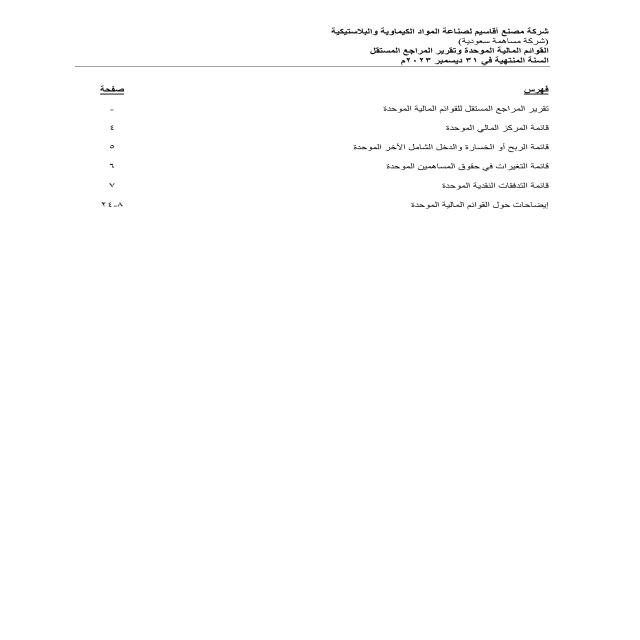 شركة مصنع أقاسيم لصناعة المواد الكيماوية والبلاستيكية
(شركة مساهمة سعودية)
القوائم المالية الموحدة وتقرير المراجع المستقل
السنة المنتهية في ٣١ ديسمبر ٢٠٢٣م
فهرس صفحة
تقرير المراجع المستقل للقوائم المالية الموحدة -
قائمة المركز المالي الموحدة ٤
قائمة الربح أو الخسارة والدخل الشامل الآخر الموحدة ٥
قائمة التغيرات في حقوق المساهمين الموحدة ٦
قائمة التدفقات النقدية الموحدة ٧
إيضاحات حول القوائم المالية الموحدة ٨-٢٤